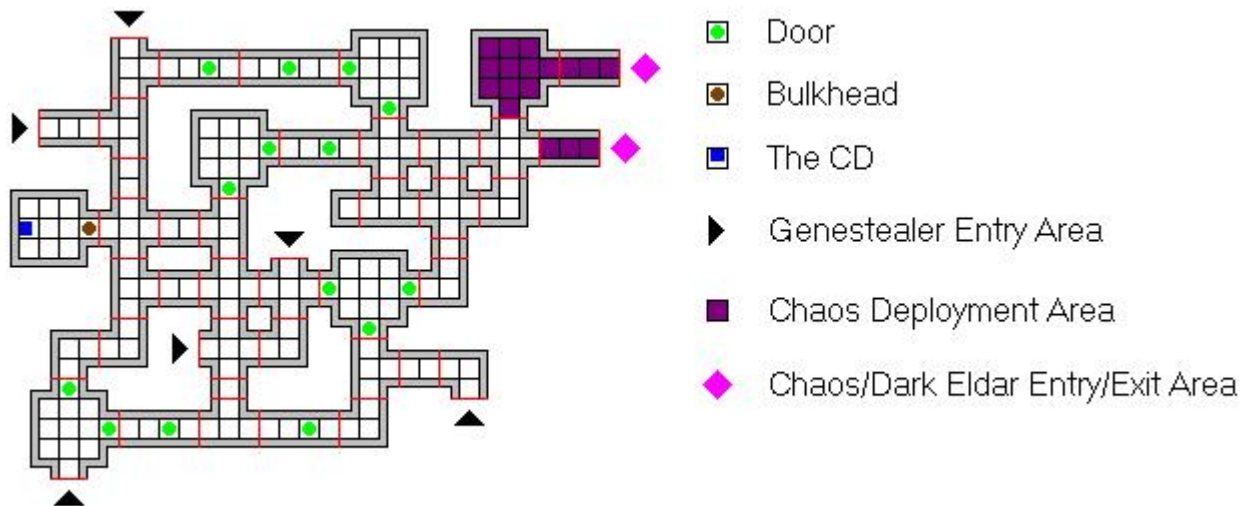 Door
Bulkhead
The CD
Genestealer Entry Area
Chaos Deployment Area
Chaos/Dark Eldar Entry/Exit Area